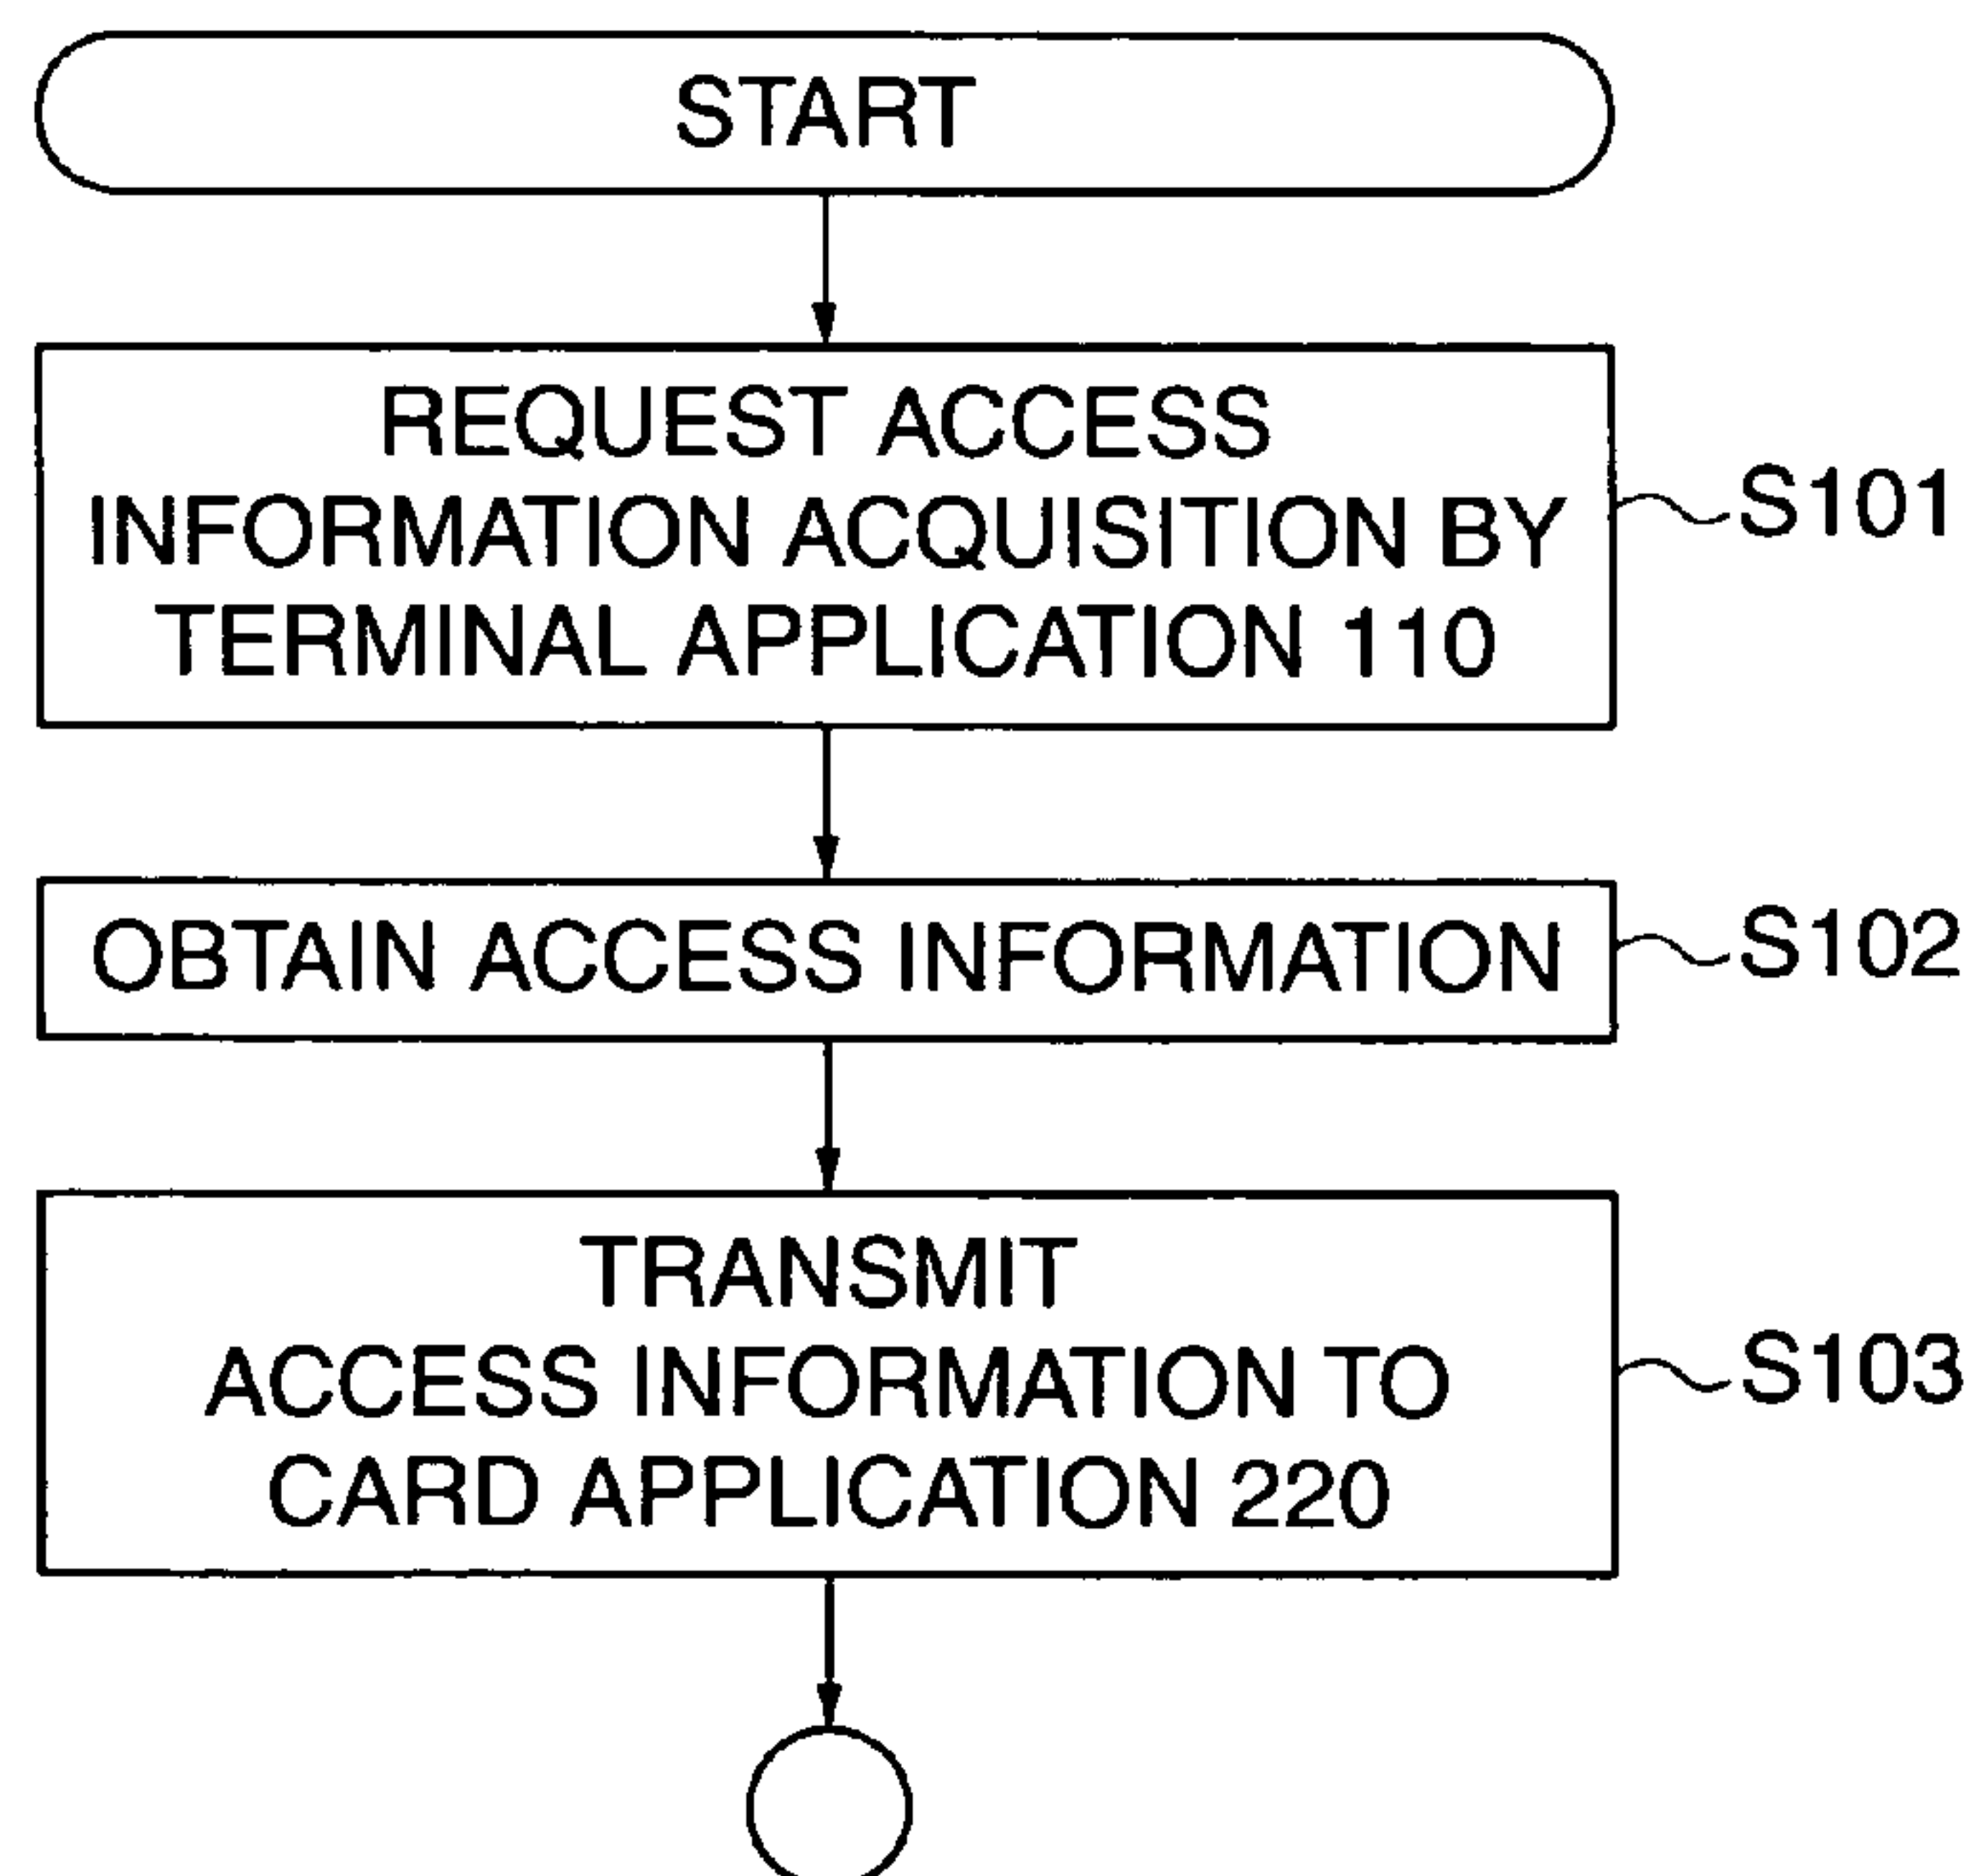 START
REQUEST ACCESS
INFORMATION ACQUISITION BY
TERMINAL APPLICATION 110
S101
OBTAIN ACCESS INFORMATION
S102
TRANSMIT
ACCESS INFORMATION TO
CARD APPLICATION 220
S103